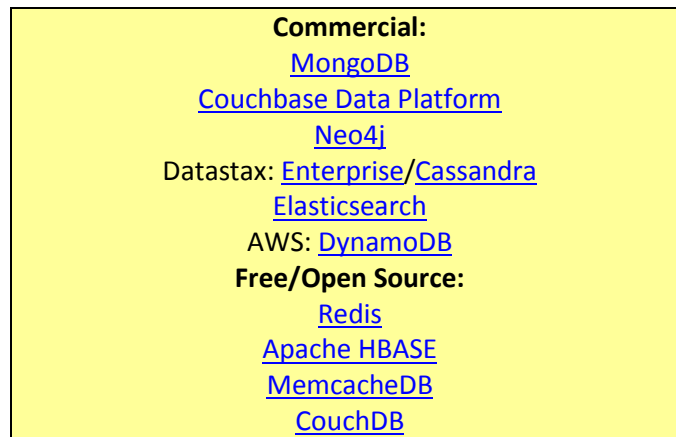 Commercial:
MongoDB
Couchbase Data Platform
Neo4j
Datastax: Enterprise/Cassandra
Elasticsearch
AWS: DynamoDB
Free/Open Source:
Redis
Apache HBASE
MemcacheDB
CouchDB